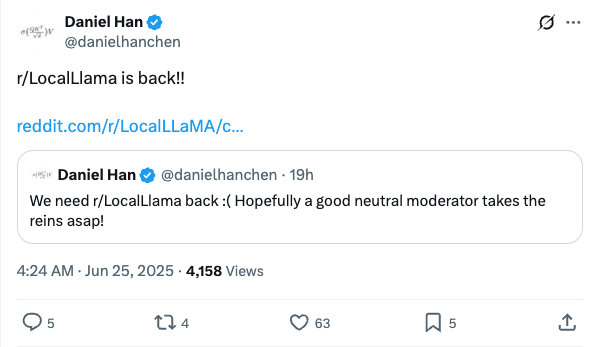 Daniel Han
@danielhanchen
r/LocalLlama is back!!
reddit.com/r/LocalLLaMA/c...
Daniel Han @danielhanchen · 19h
We need r/LocalLlama back :( Hopefully a good neutral moderator takes the
reins asap!
4:24 AM · Jun 25, 2025 · 4,158 Views
5 4 63 5